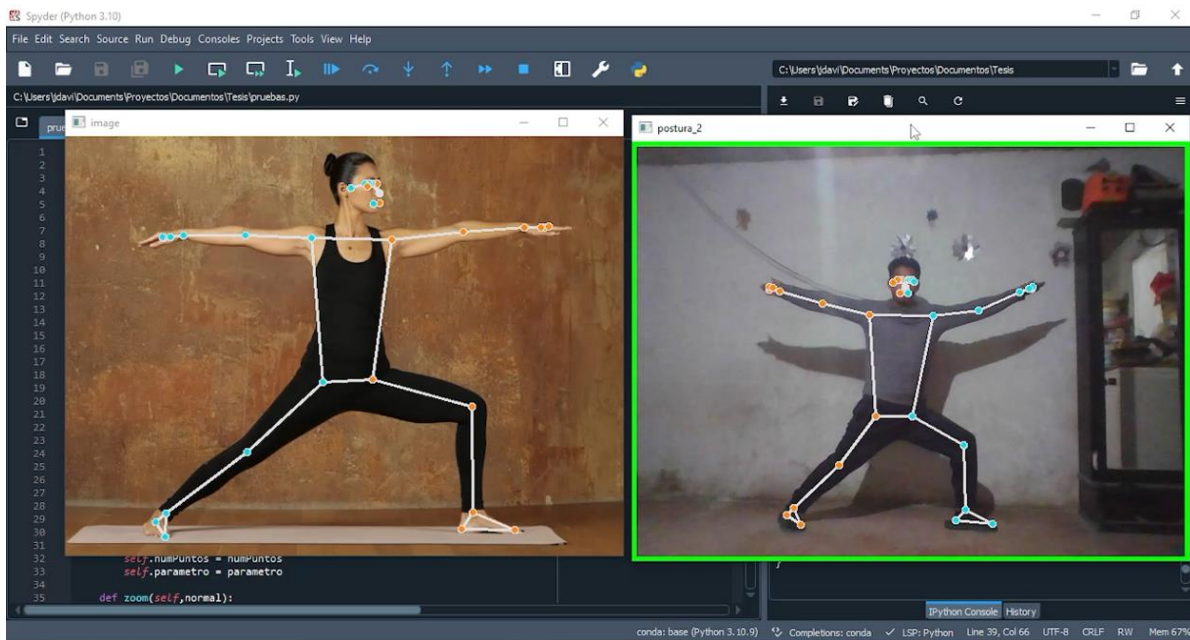 Spyder (Python 3.10)
File Edit Search Source Run Debug Consoles Projects Tools View Help
C:\Users\jdavi\Documents\Proyectos\Documentos\Tesis
C:\Users\jdavi\Documents\Proyectos\Documentos\Tesis\pruebas.py
prue
image
postura_2
1
2
3
4
5
6
7
8
9
10
11
12
13
14
15
16
17
18
19
20
21
22
23
24
25
26
27
28
29
30
31
32 self.numPuntos = numPuntos
33 self.parametro = parametro
34
35 def zoom(self,normal):
}
IPython Console History
conda: base (Python 3.10.9) Completions: conda LSP: Python Line 39, Col 66 UTF-8 CRLF RW Mem 67%